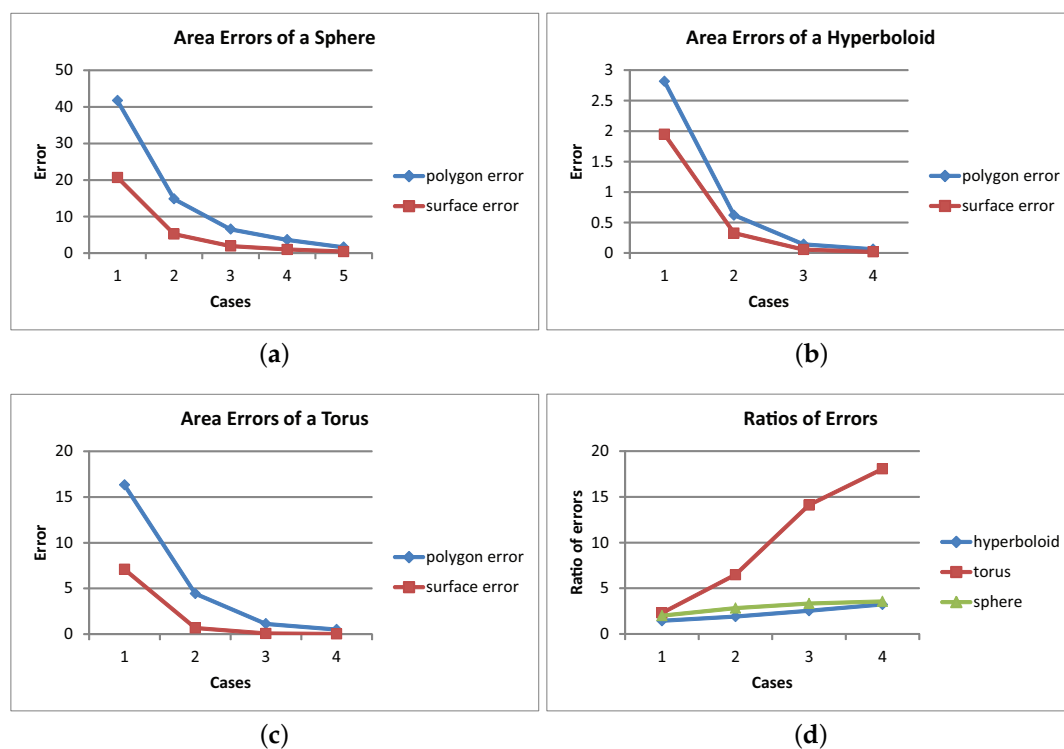 Area Errors of a Sphere
50
40
30
20
10
0
Error
1 2 3 4 5
Cases
polygon error
surface error
(a)
Area Errors of a Hyperboloid
3
2.5
2
1.5
1
0.5
0
Error
1 2 3 4
Cases
polygon error
surface error
(b)
Area Errors of a Torus
20
15
10
5
0
Error
1 2 3 4
Cases
polygon error
surface error
(c)
Ratios of Errors
20
15
10
5
0
Ratio of errors
1 2 3 4
Cases
hyperboloid
torus
sphere
(d)